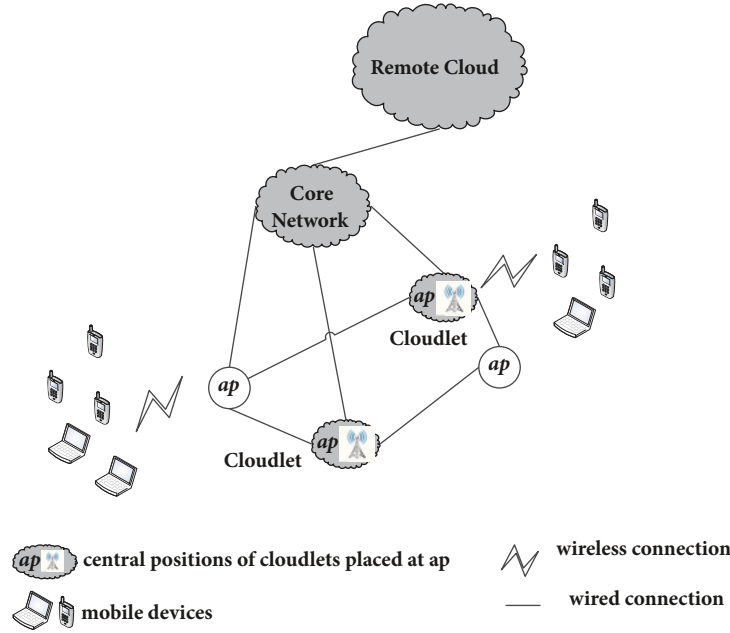 Remote Cloud
Core
Network
ap
Cloudlet
ap
ap
ap
Cloudlet
ap central positions of cloudlets placed at ap
wireless connection
mobile devices
wired connection